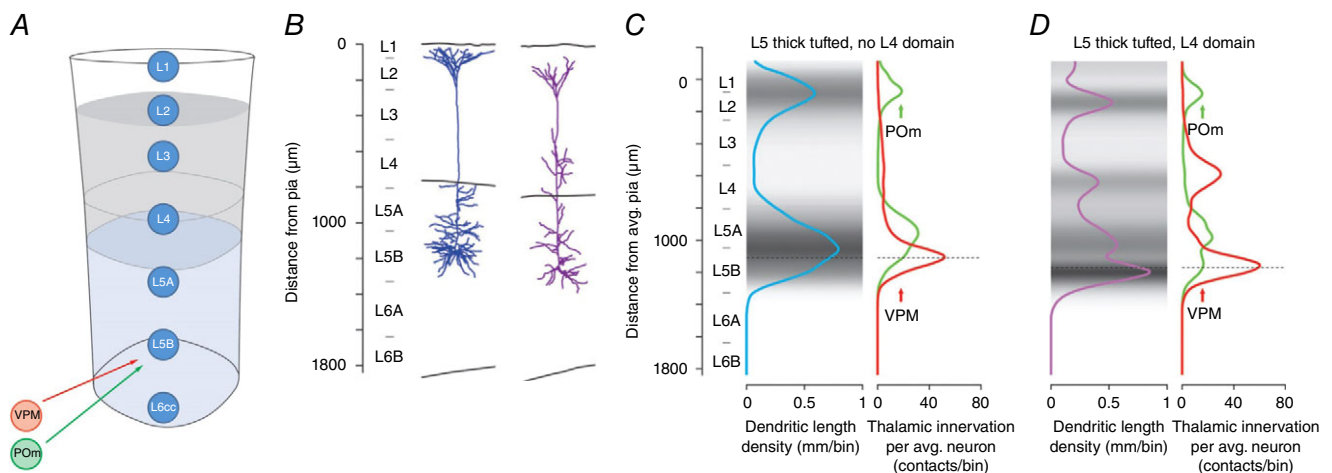 A
L1
L2
L3
L4
L5A
L5B
L6cc
VPM
POm
B
Distance from pia (µm)
0
1000
1800
L1
L2
L3
L4
L5A
L5B
L6A
L6B
C
L5 thick tufted, no L4 domain
Distance from avg. pia (µm)
0
1000
1800
L1
L2
L3
L4
L5A
L5B
L6A
L6B
POm
VPM
0 0.5 1
0 40 80
Dendritic length
density (mm/bin)
Thalamic innervation
per avg. neuron
(contacts/bin)
D
L5 thick tufted, L4 domain
POm
VPM
0 0.5 1
0 40 80
Dendritic length
density (mm/bin)
Thalamic innervation
per avg. neuron
(contacts/bin)